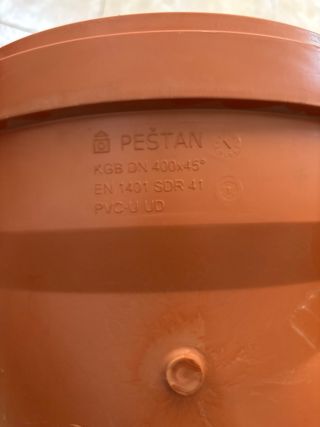 PEŠTAN
KGB DN 400x45°
EN 1401 SDR 41
PVC-U UD